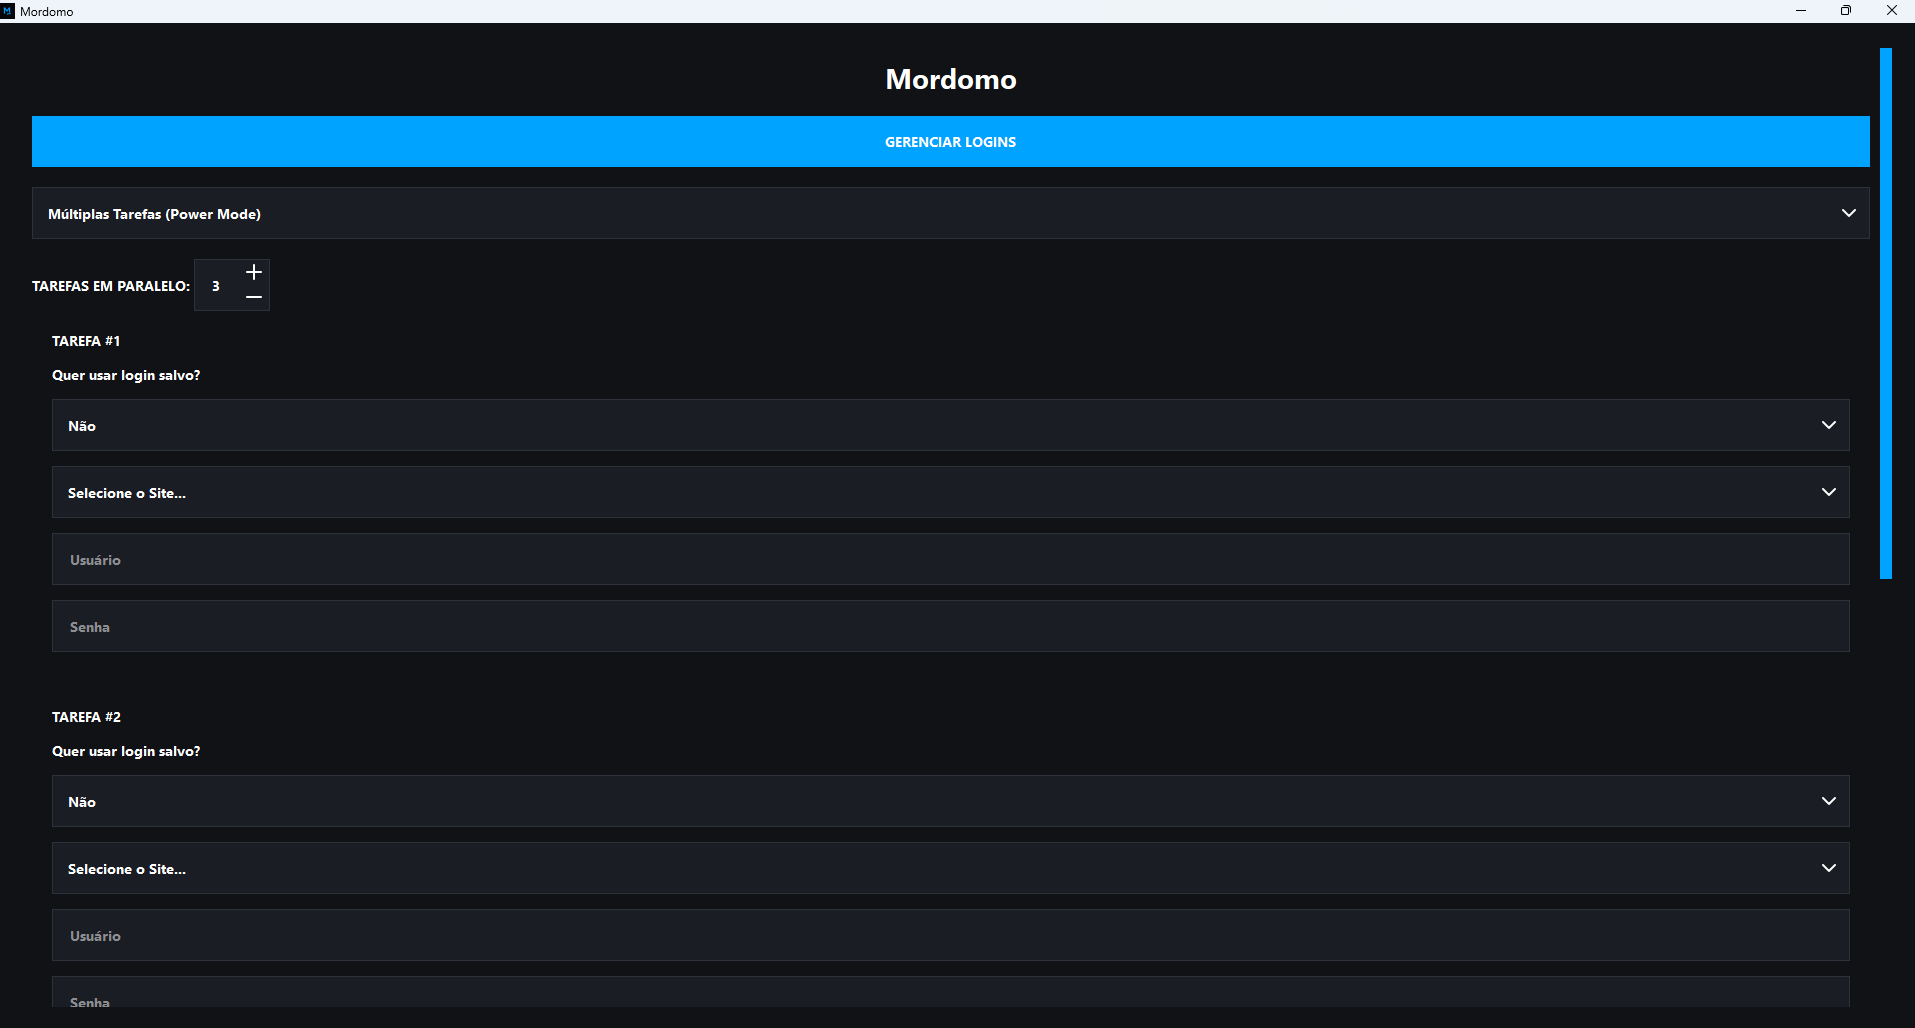 Mordomo
Mordomo
GERENCIAR LOGINS
Múltiplas Tarefas (Power Mode)
TAREFAS EM PARALELO: 3
TAREFA #1
Quer usar login salvo?
Não
Selecione o Site...
Usuário
Senha
TAREFA #2
Quer usar login salvo?
Não
Selecione o Site...
Usuário
Senha